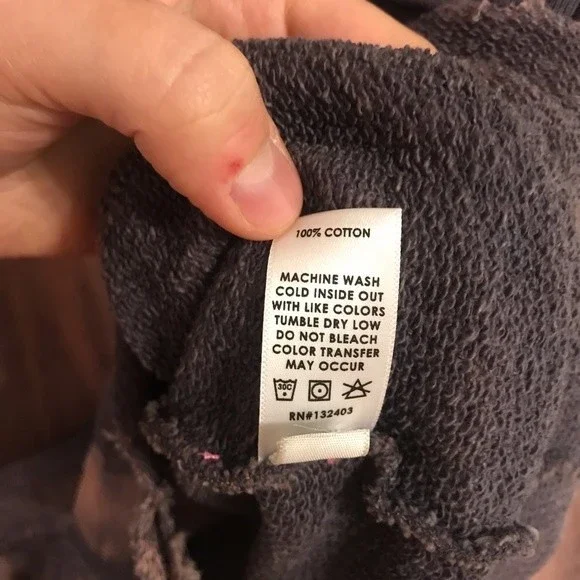 100% COTTON
MACHINE WASH
COLD INSIDE OUT
WITH LIKE COLORS
TUMBLE DRY LOW
DO NOT BLEACH
COLOR TRANSFER
MAY OCCUR
30C
RN#132403